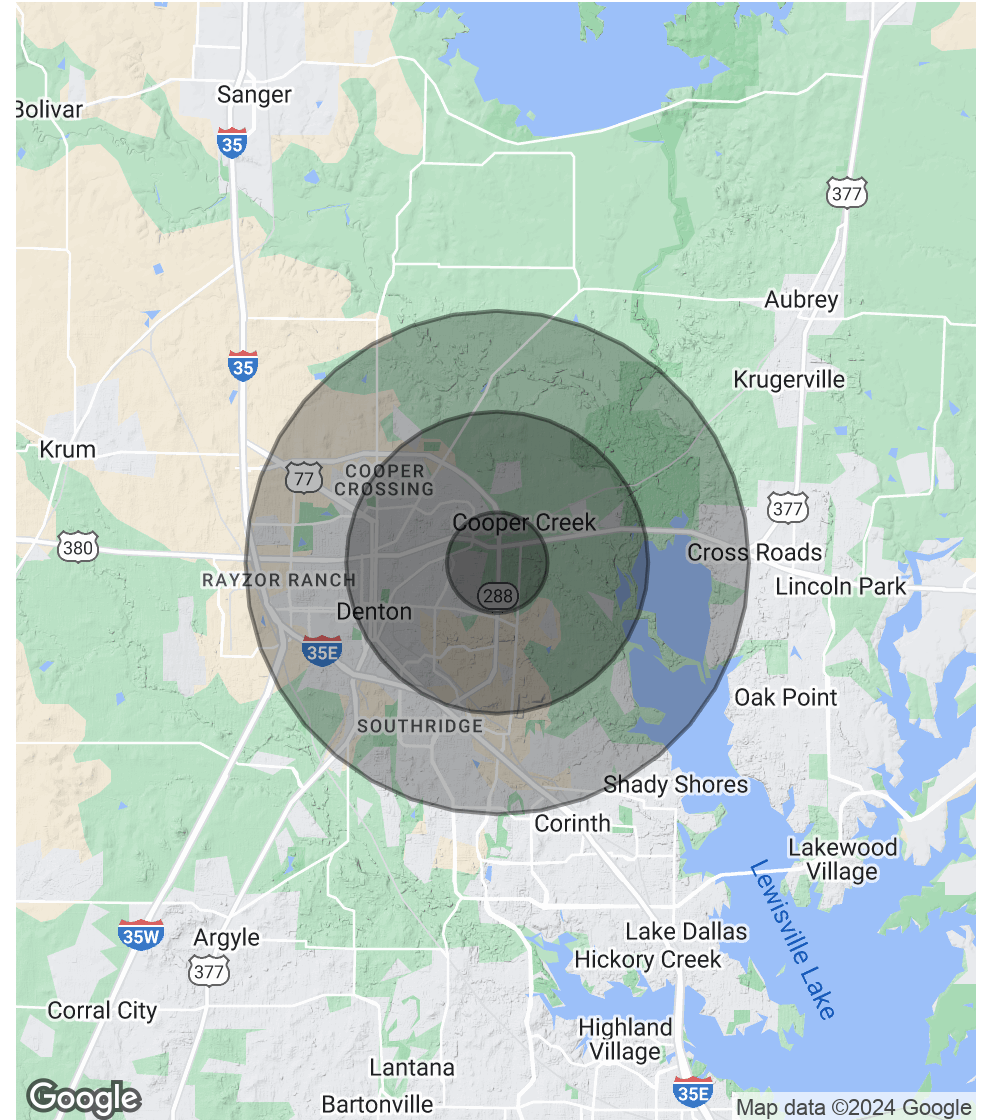 Sanger
Bolivar
35
377
Aubrey
35
Krugerville
Krum
77
COOPER
CROSSING
377
Cooper Creek
380
Cross Roads
RAYZOR RANCH
Lincoln Park
288
Denton
35E
Oak Point
SOUTHRIDGE
Shady Shores
Corinth
Lakewood
Village
Lewisville Lake
35W
Argyle
Lake Dallas
Hickory Creek
377
Corral City
Highland
Village
Lantana
35E
Google
Bartonville
Map data ©2024 Google